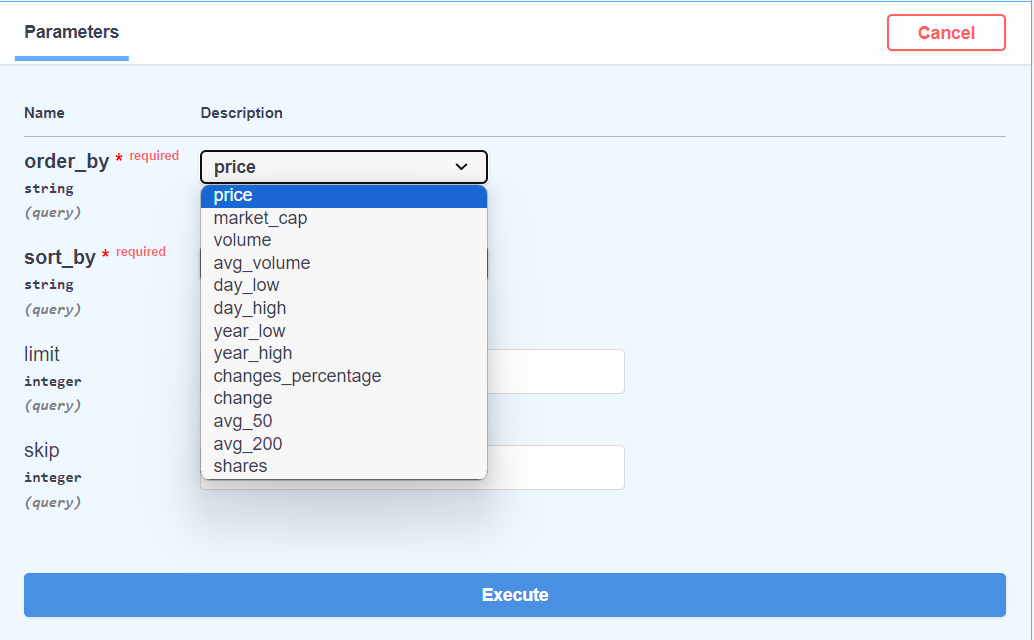 Parameters
Cancel
Name Description
order_by * required
string
(query)
price
price
market_cap
volume
avg_volume
day_low
day_high
year_low
year_high
changes_percentage
change
avg_50
avg_200
shares
sort_by * required
string
(query)
limit
integer
(query)
skip
integer
(query)
Execute